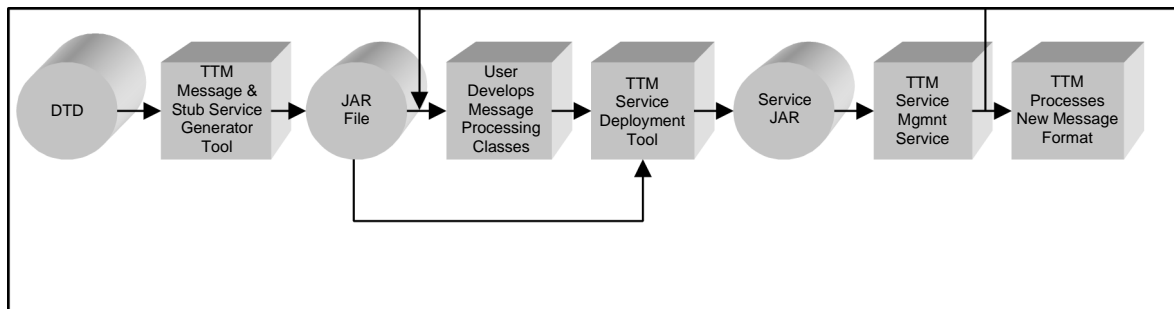 DTD
TTM
Message &
Stub Service
Generator
Tool
JAR
File
User
Develops
Message
Processing
Classes
TTM
Service
Deployment
Tool
Service
JAR
TTM
Service
Mgmnt
Service
TTM
Processes
New Message
Format